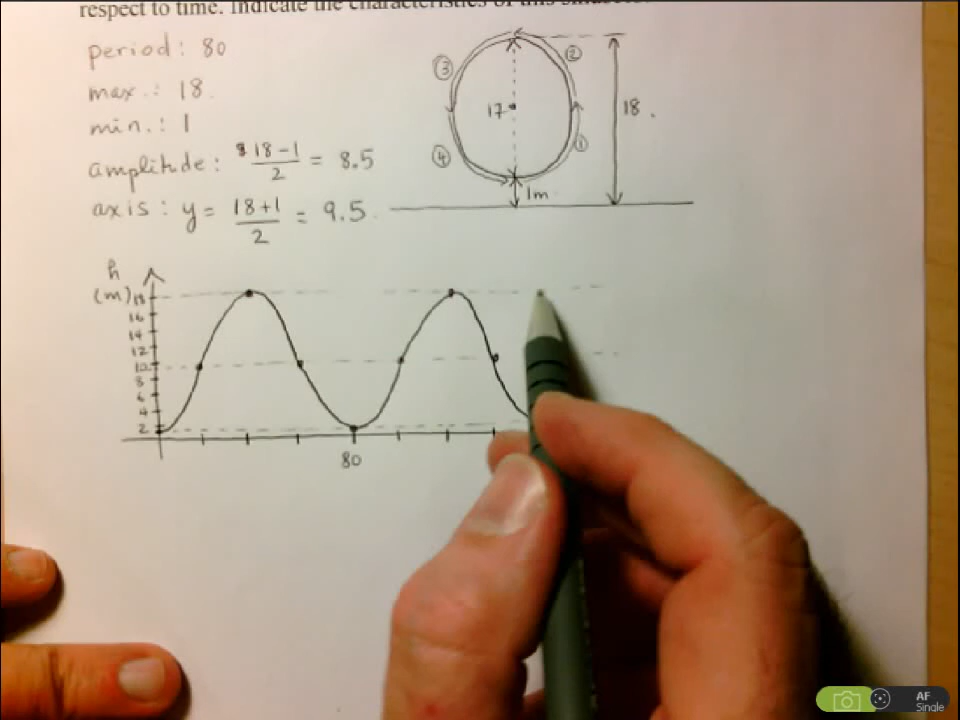 respect to time. Indicate the characteristics of this
period : 80
max. : 18
min. : 1
amplitude : 18-1 / 2 = 8.5
axis : y = 18+1 / 2 = 9.5
③
②
17
18
④
①
1m
h
(m)
18
16
14
12
10
8
6
4
2
80
AF
Single